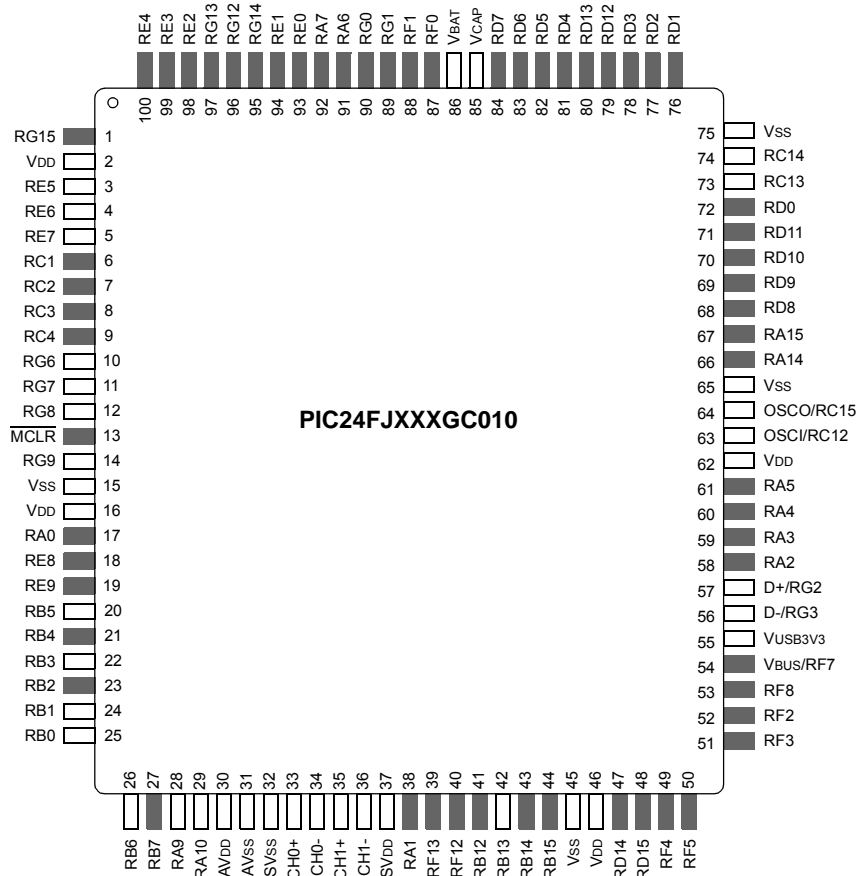 RE4
RE3
RE2
RG13
RG12
RG14
RE1
RE0
RA7
RA6
RG0
RG1
RF1
RF0
VBAT
VCAP
RD7
RD6
RD5
RD4
RD13
RD12
RD3
RD2
RD1
100
99
98
97
96
95
94
93
92
91
90
89
88
87
86
85
84
83
82
81
80
79
78
77
76
RG15 1
VDD 2
RE5 3
RE6 4
RE7 5
RC1 6
RC2 7
RC3 8
RC4 9
RG6 10
RG7 11
RG8 12
MCLR 13
RG9 14
VSS 15
VDD 16
RA0 17
RE8 18
RE9 19
RB5 20
RB4 21
RB3 22
RB2 23
RB1 24
RB0 25
PIC24FJXXXGC010
75 VSS
74 RC14
73 RC13
72 RD0
71 RD11
70 RD10
69 RD9
68 RD8
67 RA15
66 RA14
65 VSS
64 OSCO/RC15
63 OSCI/RC12
62 VDD
61 RA5
60 RA4
59 RA3
58 RA2
57 D+/RG2
56 D-/RG3
55 VUSB3V3
54 VBUS/RF7
53 RF8
52 RF2
51 RF3
26
27
28
29
30
31
32
33
34
35
36
37
38
39
40
41
42
43
44
45
46
47
48
49
50
RB6
RB7
RA9
RA10
AVDD
AVSS
SVSS
CH0+
CH0-
CH1+
CH1-
SVDD
RA1
RF13
RF12
RB12
RB13
RB14
RB15
VSS
VDD
RD14
RD15
RF4
RF5